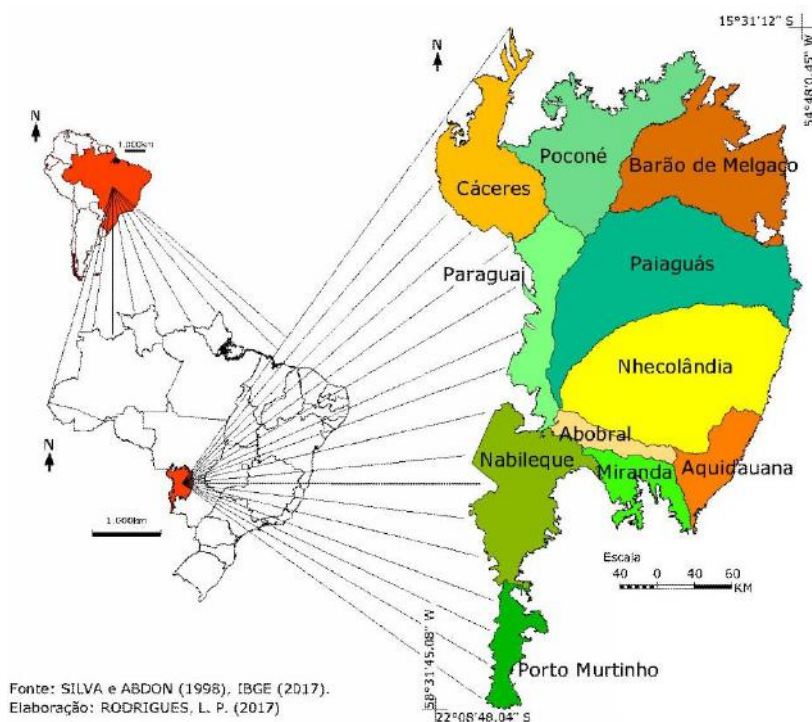 15°31'12" S
54°48'0.45" W
N
N
1.000km
Poconé
Barão de Melgaço
Cáceres
Paraguai
Paiaguás
Nhecolândia
Abobral
N
Nabileque
Miranda
Aquidauana
1.000km
Escala
40 0 40 60
KM
Porto Murtinho
58°31'45.08" W
22°08'48.04" S
Fonte: SILVA e ABDON (1998), IBGE (2017).
Elaboração: RODRIGUES, L. P. (2017)